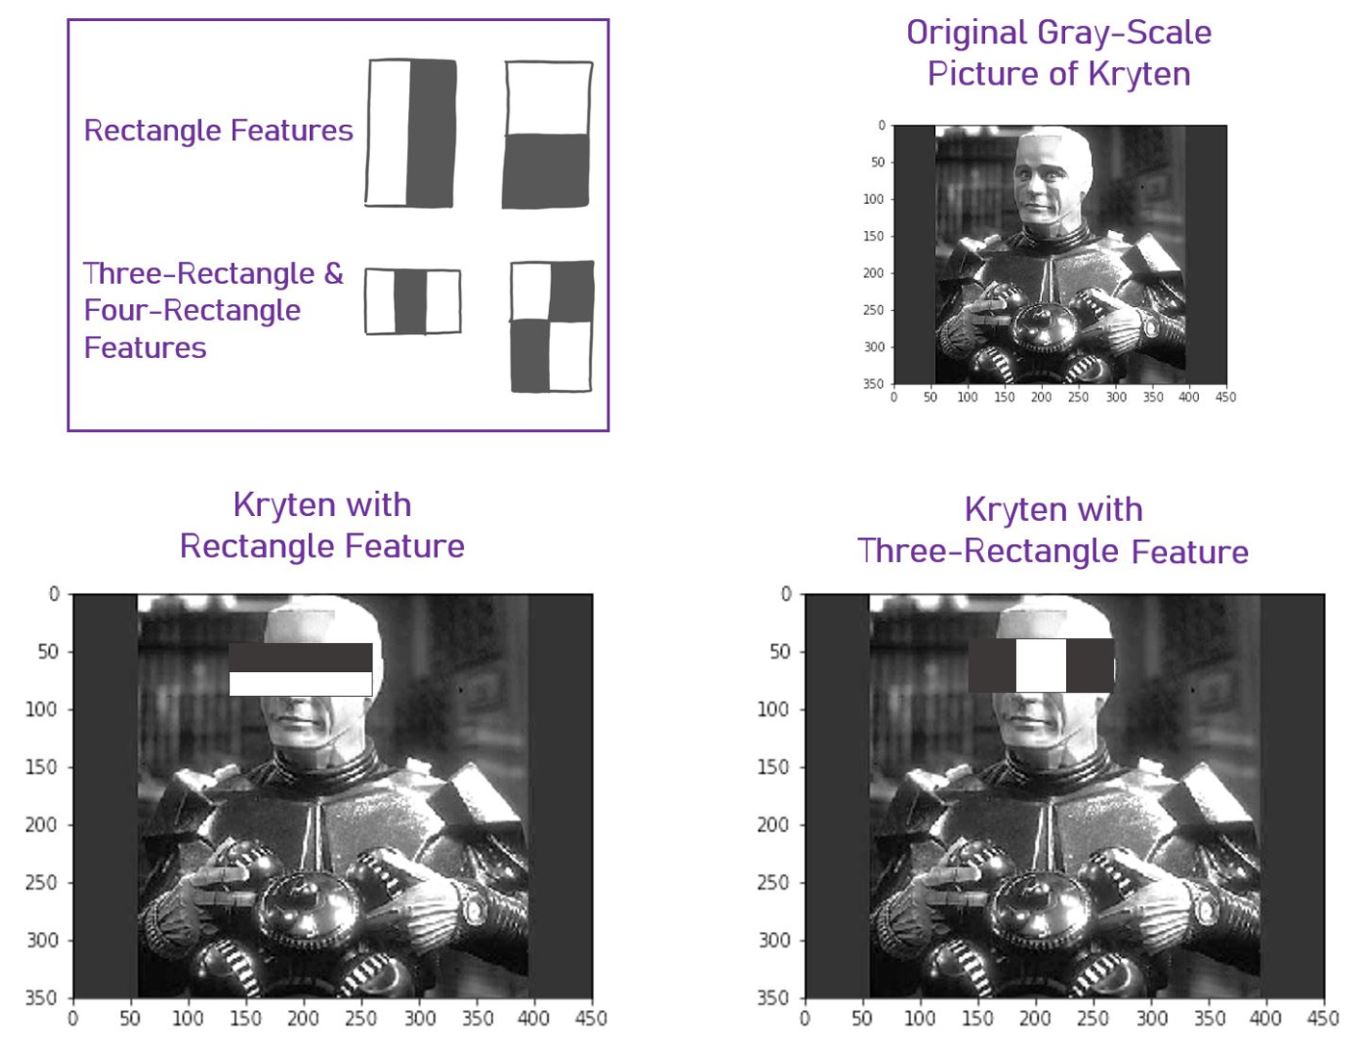 Rectangle Features
Three-Rectangle &
Four-Rectangle
Features
Original Gray-Scale
Picture of Kryten
0
50
100
150
200
250
300
350
0 50 100 150 200 250 300 350 400 450
Kryten with
Rectangle Feature
0
50
100
150
200
250
300
350
0 50 100 150 200 250 300 350 400 450
Kryten with
Three-Rectangle Feature
0
50
100
150
200
250
300
350
0 50 100 150 200 250 300 350 400 450